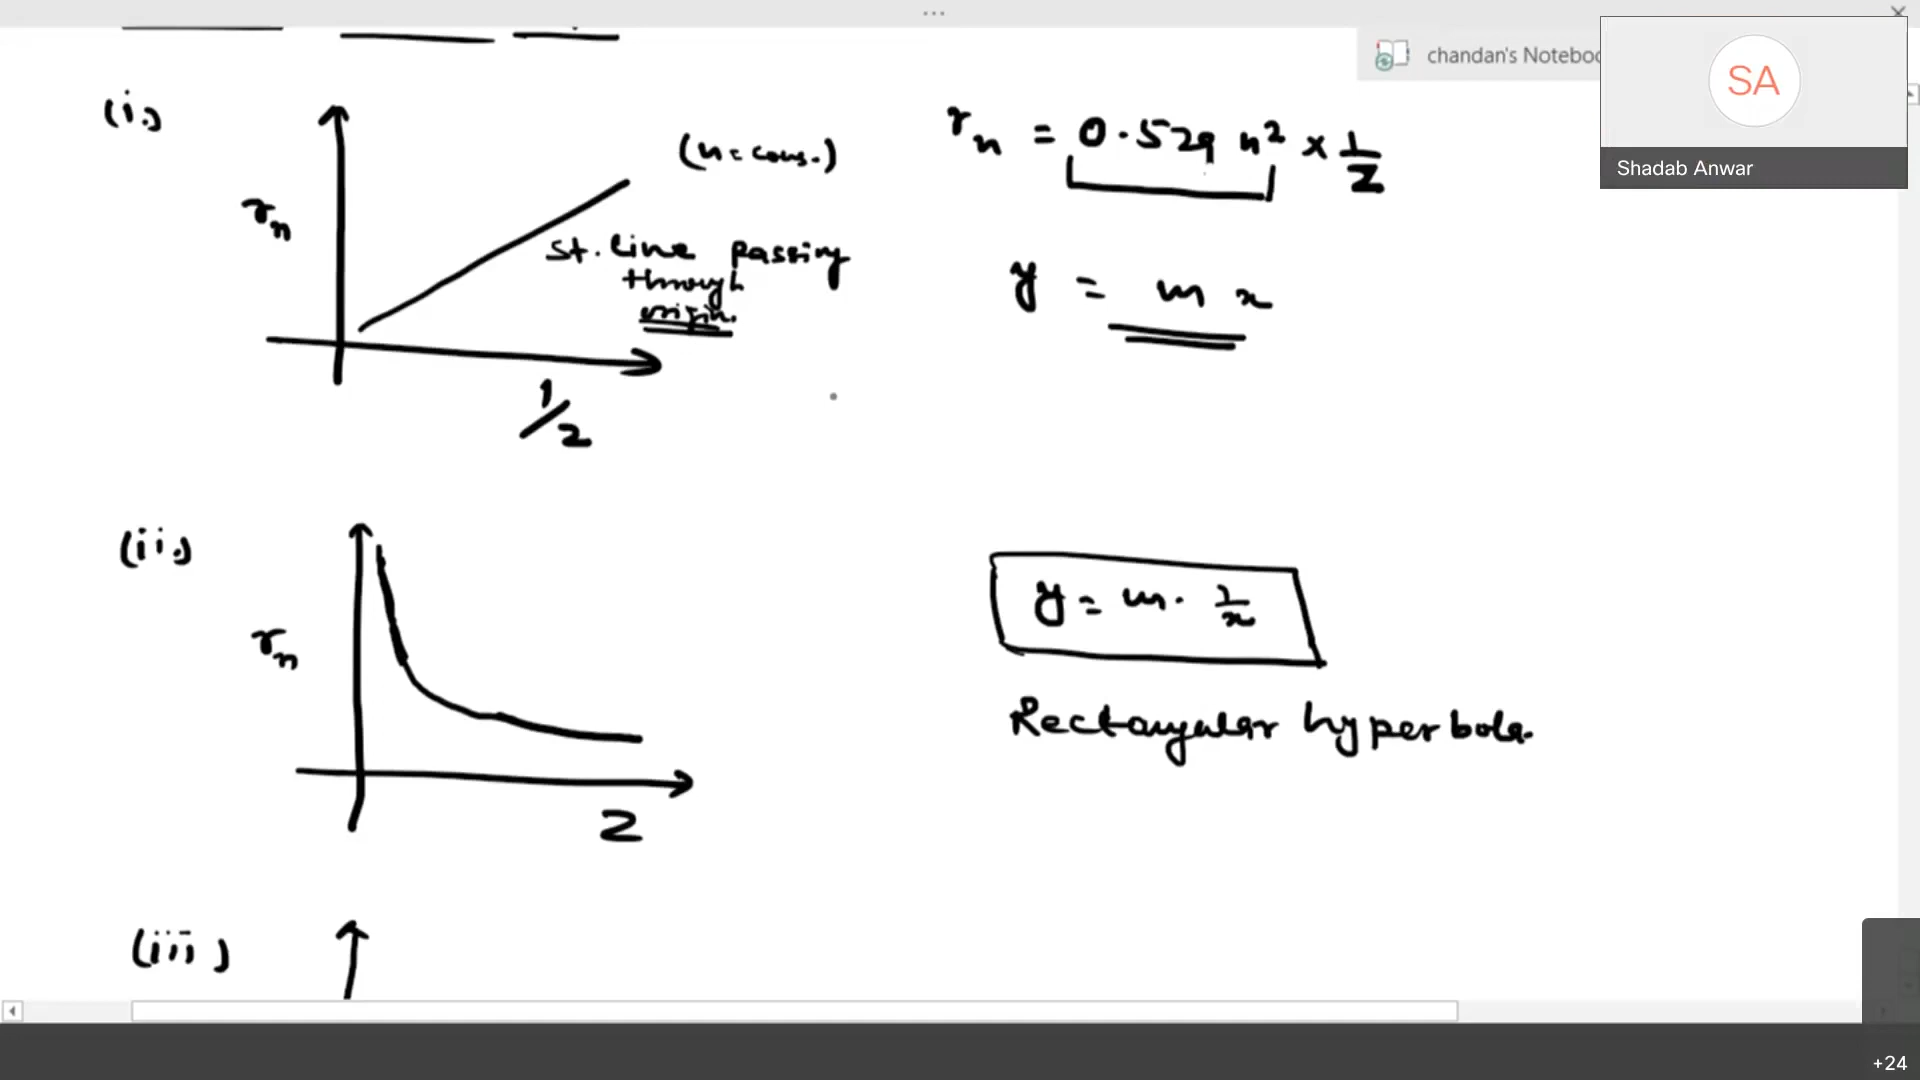 ...
chandan's Noteboo
SA
Shadab Anwar
(i.)
rn
(n = cons.)
St. line passing
through
origin.
1/Z
rn = 0.529 n² × 1/Z
y = m x
(ii.)
rn
Z
y = m. 1/x
Rectangular hyperbola.
(iii)
+24